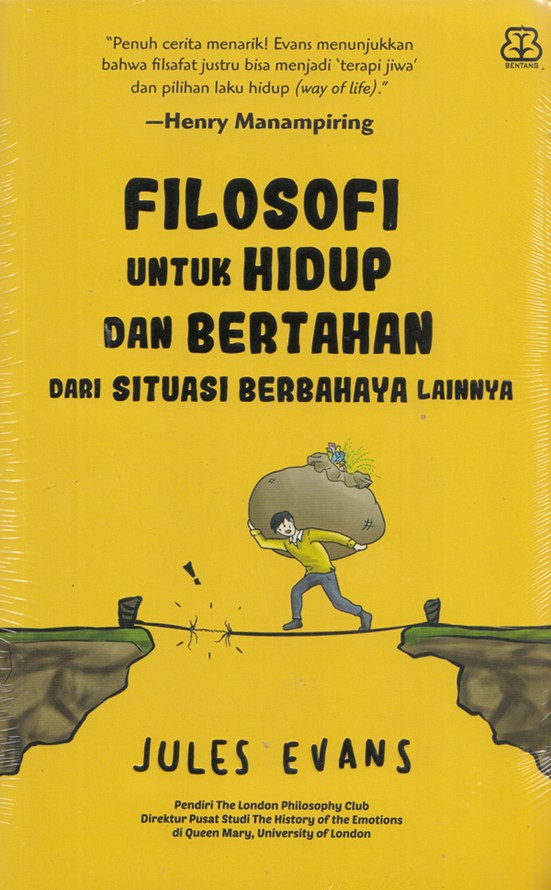 "Penuh cerita menarik! Evans menunjukkan
bahwa filsafat justru bisa menjadi 'terapi jiwa'
dan pilihan laku hidup (way of life)."
—Henry Manampiring
BENTANG
FILOSOFI
UNTUK HIDUP
DAN BERTAHAN
DARI SITUASI BERBAHAYA LAINNYA
JULES EVANS
Pendiri The London Philosophy Club
Direktur Pusat Studi The History of the Emotions
di Queen Mary, University of London